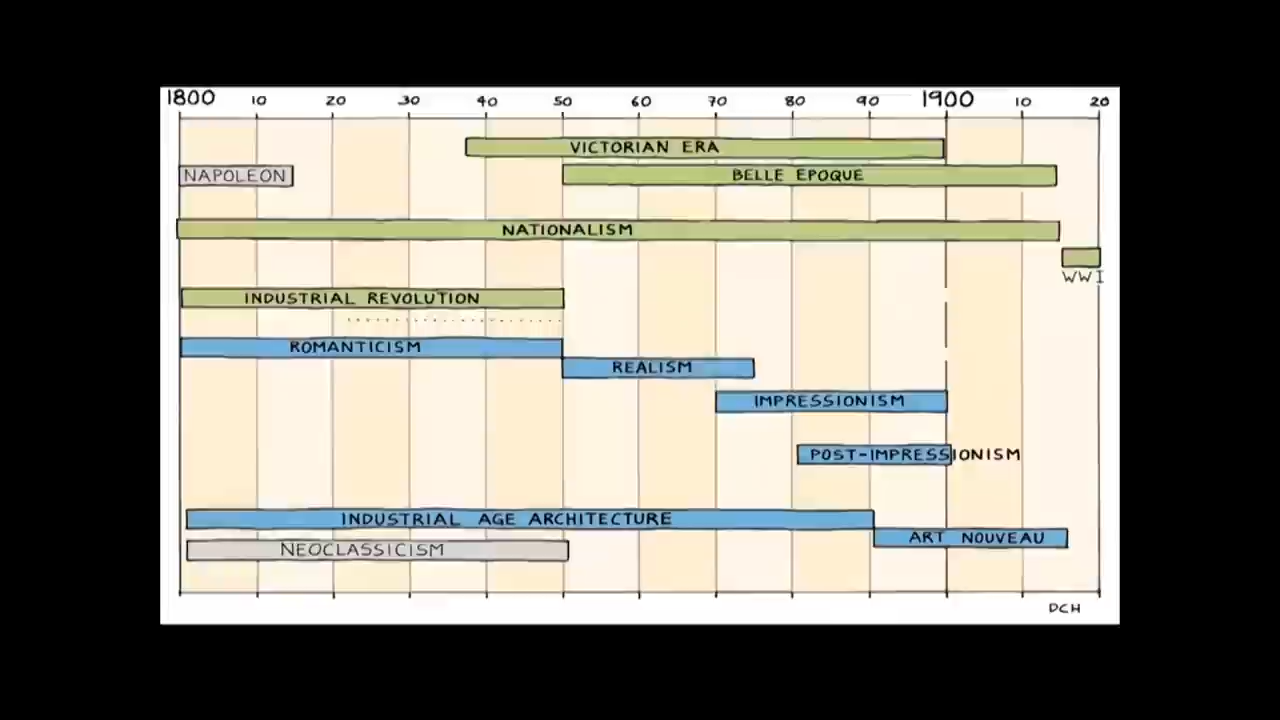 1800 10 20 30 40 50 60 70 80 90 1900 10 20
VICTORIAN ERA
NAPOLEON BELLE EPOQUE
NATIONALISM
WWI
INDUSTRIAL REVOLUTION
ROMANTICISM
REALISM
IMPRESSIONISM
POST-IMPRESSIONISM
INDUSTRIAL AGE ARCHITECTURE
ART NOUVEAU
NEOCLASSICISM
DCH